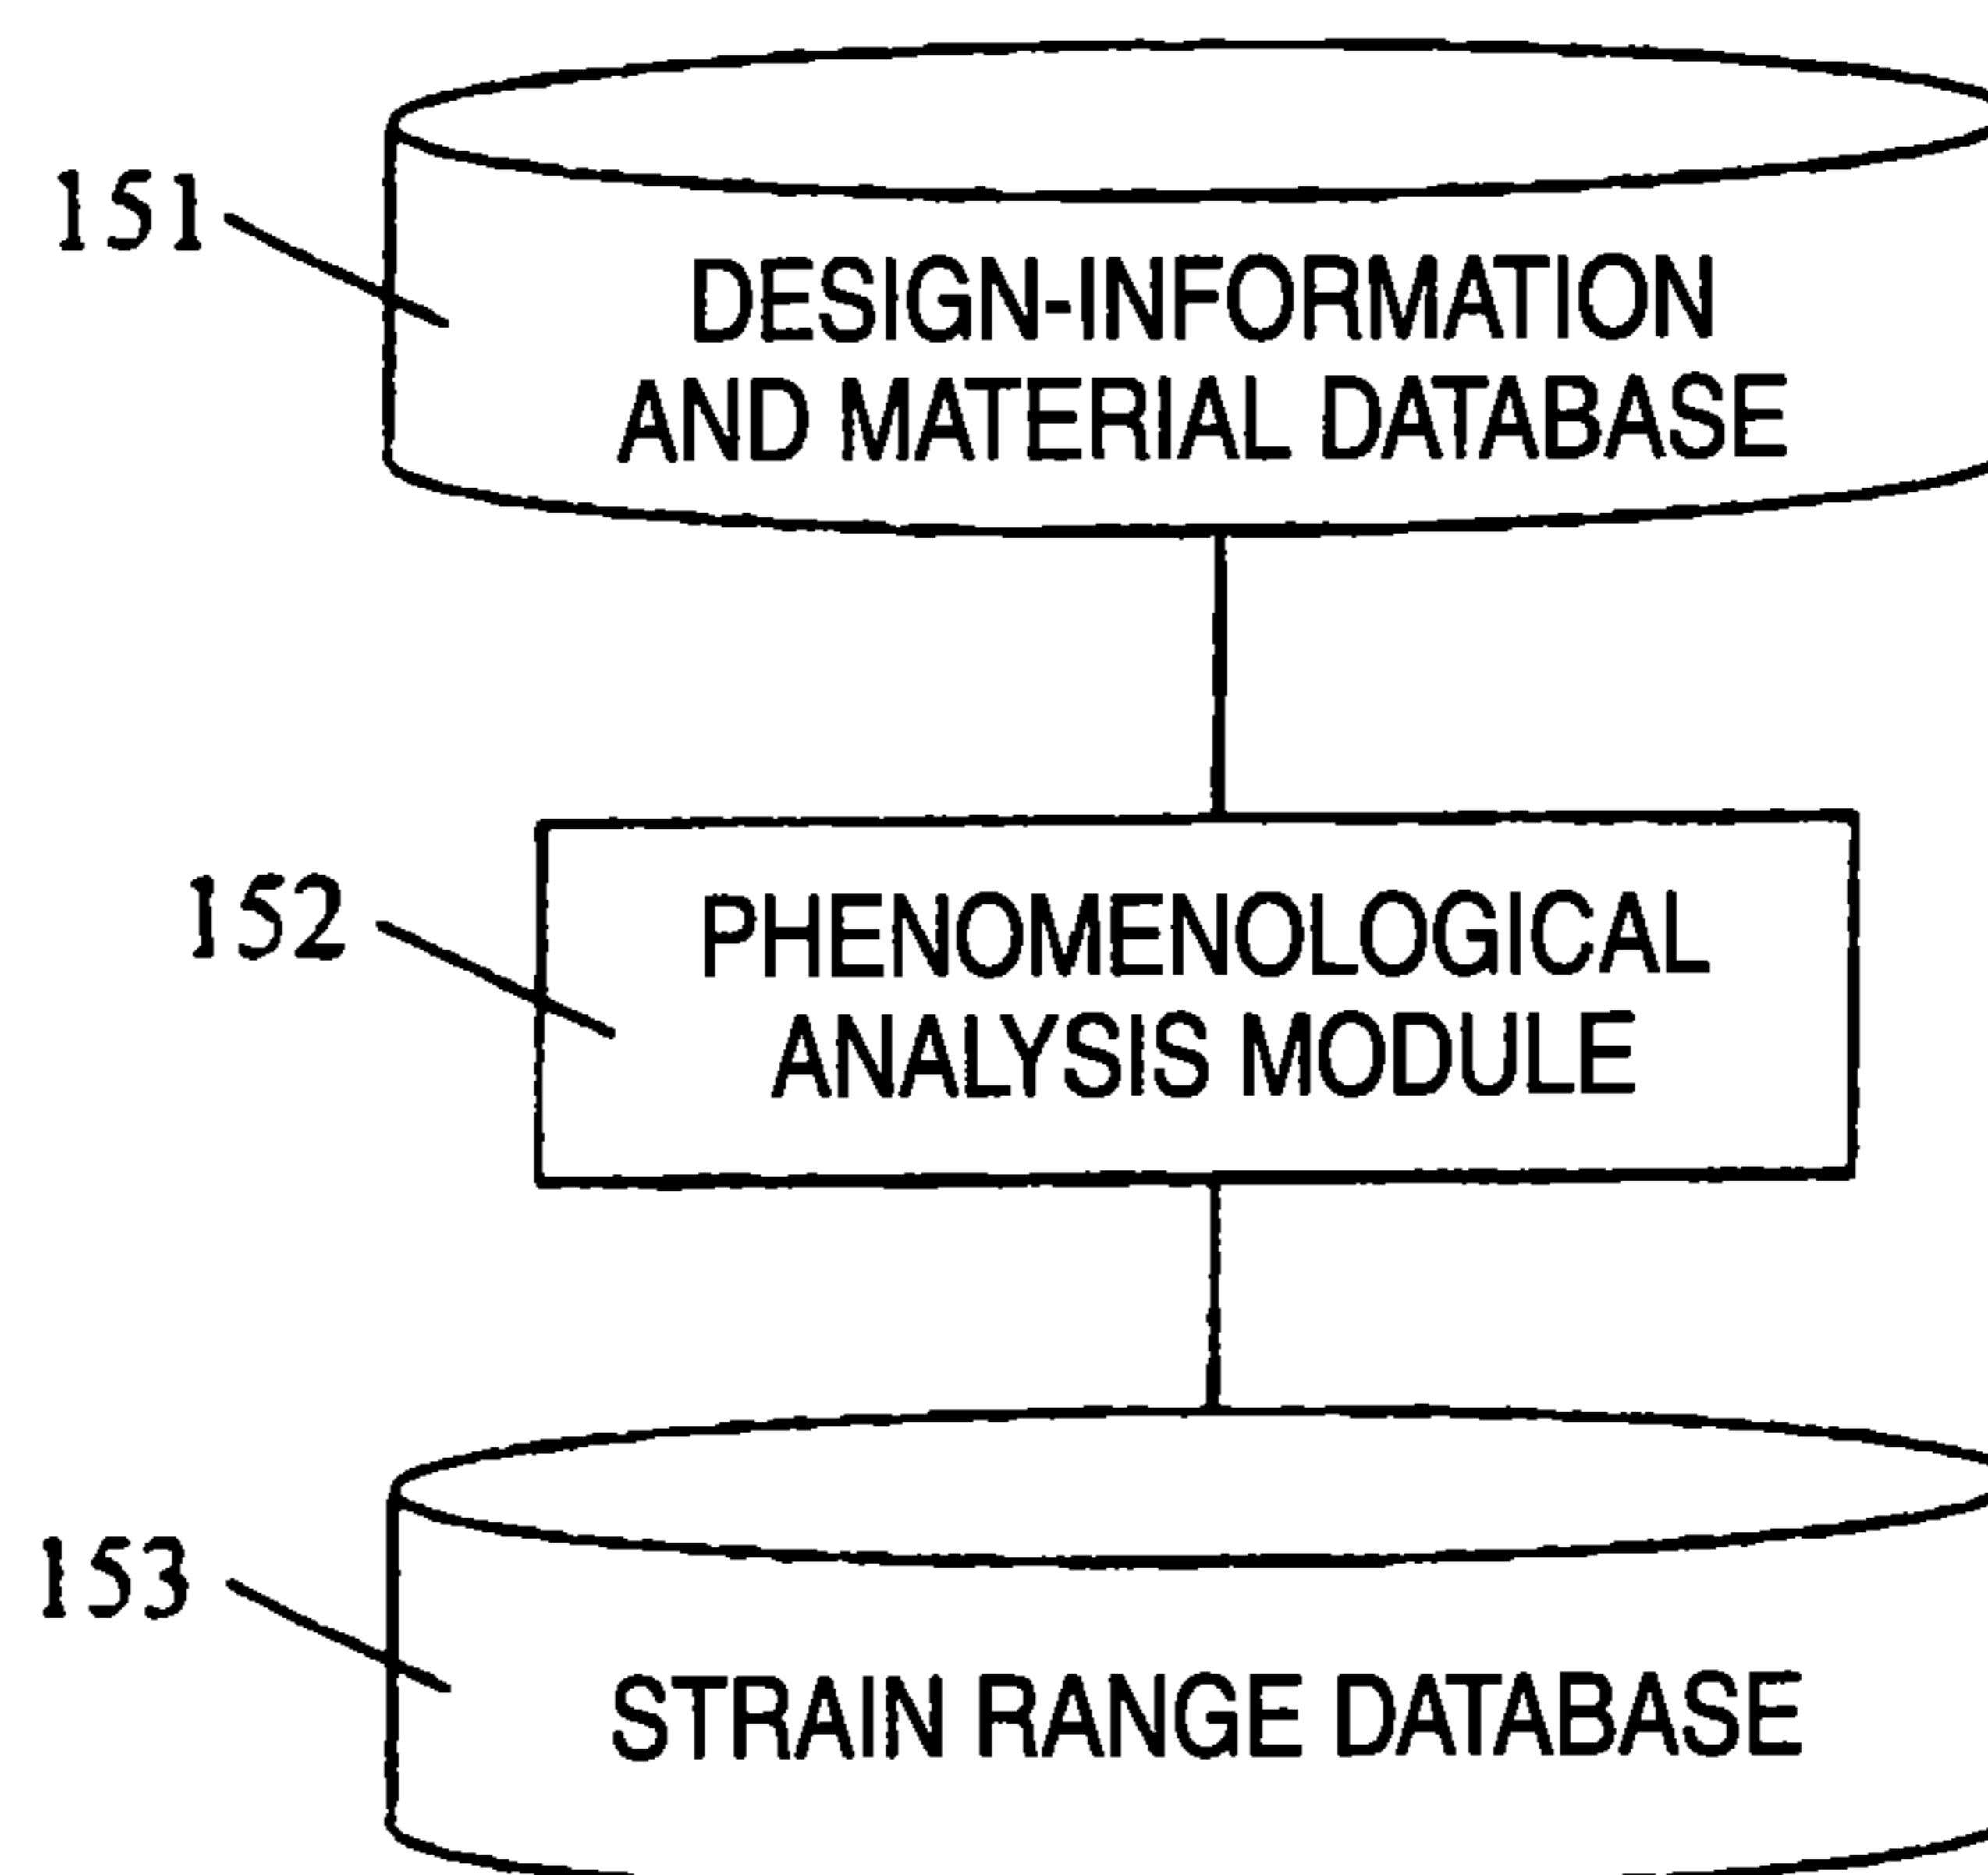 151
DESIGN-INFORMATION
AND MATERIAL DATABASE
152
PHENOMENOLOGICAL
ANALYSIS MODULE
153
STRAIN RANGE DATABASE